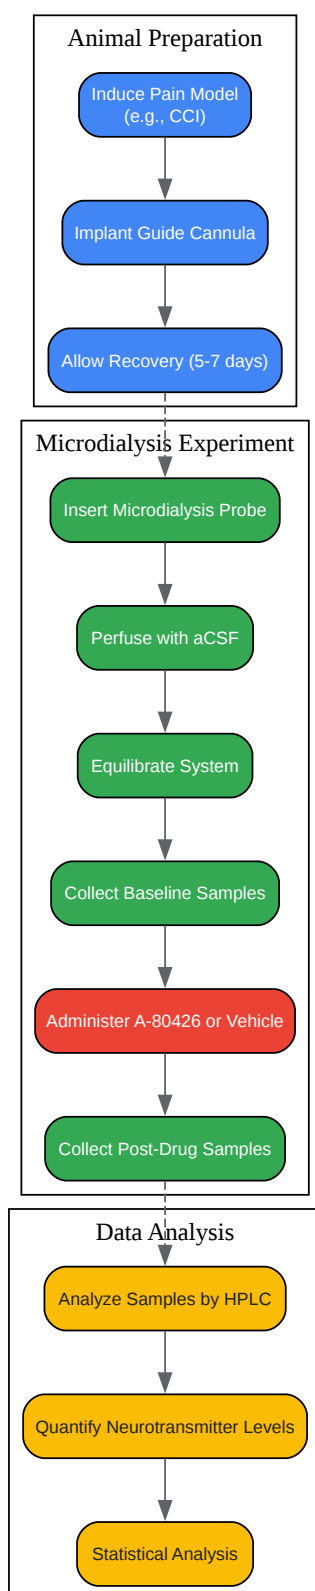 Animal Preparation
Induce Pain Model
(e.g., CCI)
Implant Guide Cannula
Allow Recovery (5-7 days)
Microdialysis Experiment
Insert Microdialysis Probe
Perfuse with aCSF
Equilibrate System
Collect Baseline Samples
Administer A-80426 or Vehicle
Collect Post-Drug Samples
Data Analysis
Analyze Samples by HPLC
Quantify Neurotransmitter Levels
Statistical Analysis